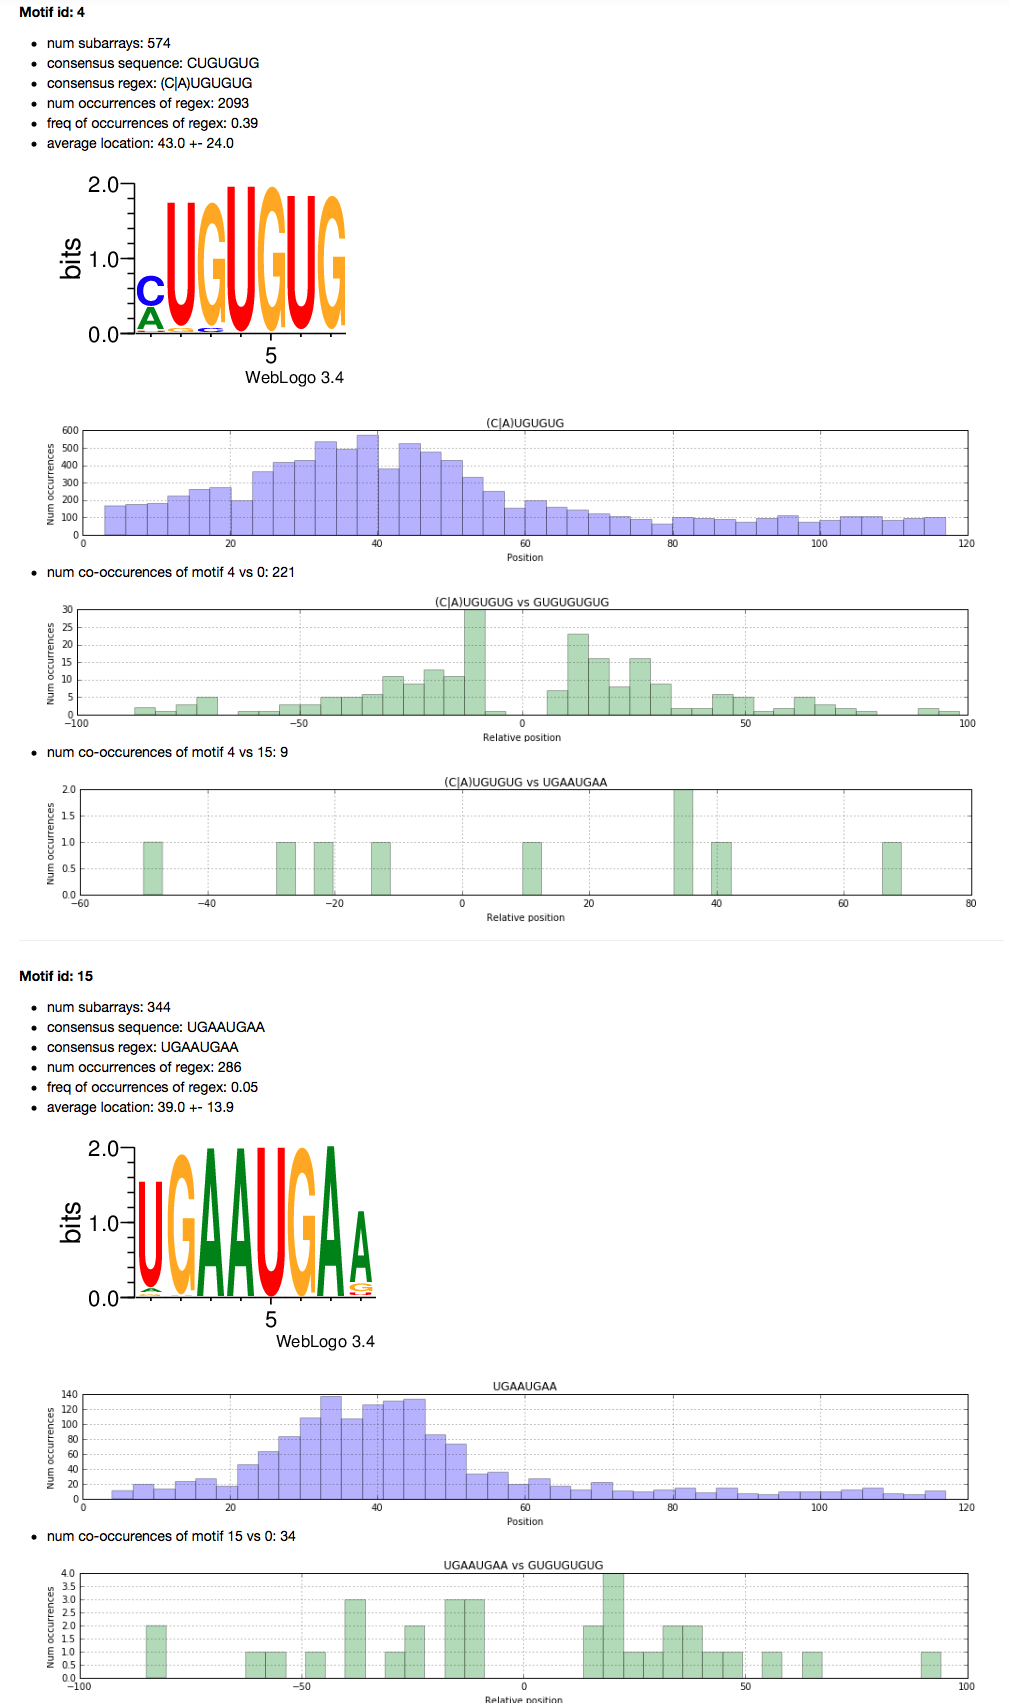 Motif id: 4
num subarrays: 574
consensus sequence: CUGUGUG
consensus regex: (C|A)UGUGUG
num occurrences of regex: 2093
freq of occurrences of regex: 0.39
average location: 43.0 +- 24.0
2.0
1.0
0.0
bits
CUGUGUG
A
5
WebLogo 3.4
(C|A)UGUGUG
600
500
400
300
200
100
0
Num occurrences
0 20 40 60 80 100 120
Position
num co-occurences of motif 4 vs 0: 221
(C|A)UGUGUG vs GUGUGUGUG
30
25
20
15
10
5
0
Num occurrences
−100 −50 0 50 100
Relative position
num co-occurences of motif 4 vs 15: 9
(C|A)UGUGUG vs UGAAUGAA
2.0
1.5
1.0
0.5
0.0
Num occurrences
−60 −40 −20 0 20 40 60 80
Relative position
Motif id: 15
num subarrays: 344
consensus sequence: UGAAUGAA
consensus regex: UGAAUGAA
num occurrences of regex: 286
freq of occurrences of regex: 0.05
average location: 39.0 +- 13.9
2.0
1.0
0.0
bits
UGAAUGAA
5
WebLogo 3.4
UGAAUGAA
140
120
100
80
60
40
20
0
Num occurrences
0 20 40 60 80 100 120
Position
num co-occurences of motif 15 vs 0: 34
UGAAUGAA vs GUGUGUGUG
4.0
3.5
3.0
2.5
2.0
1.5
1.0
0.5
0.0
Num occurrences
−100 −50 0 50 100
Relative position